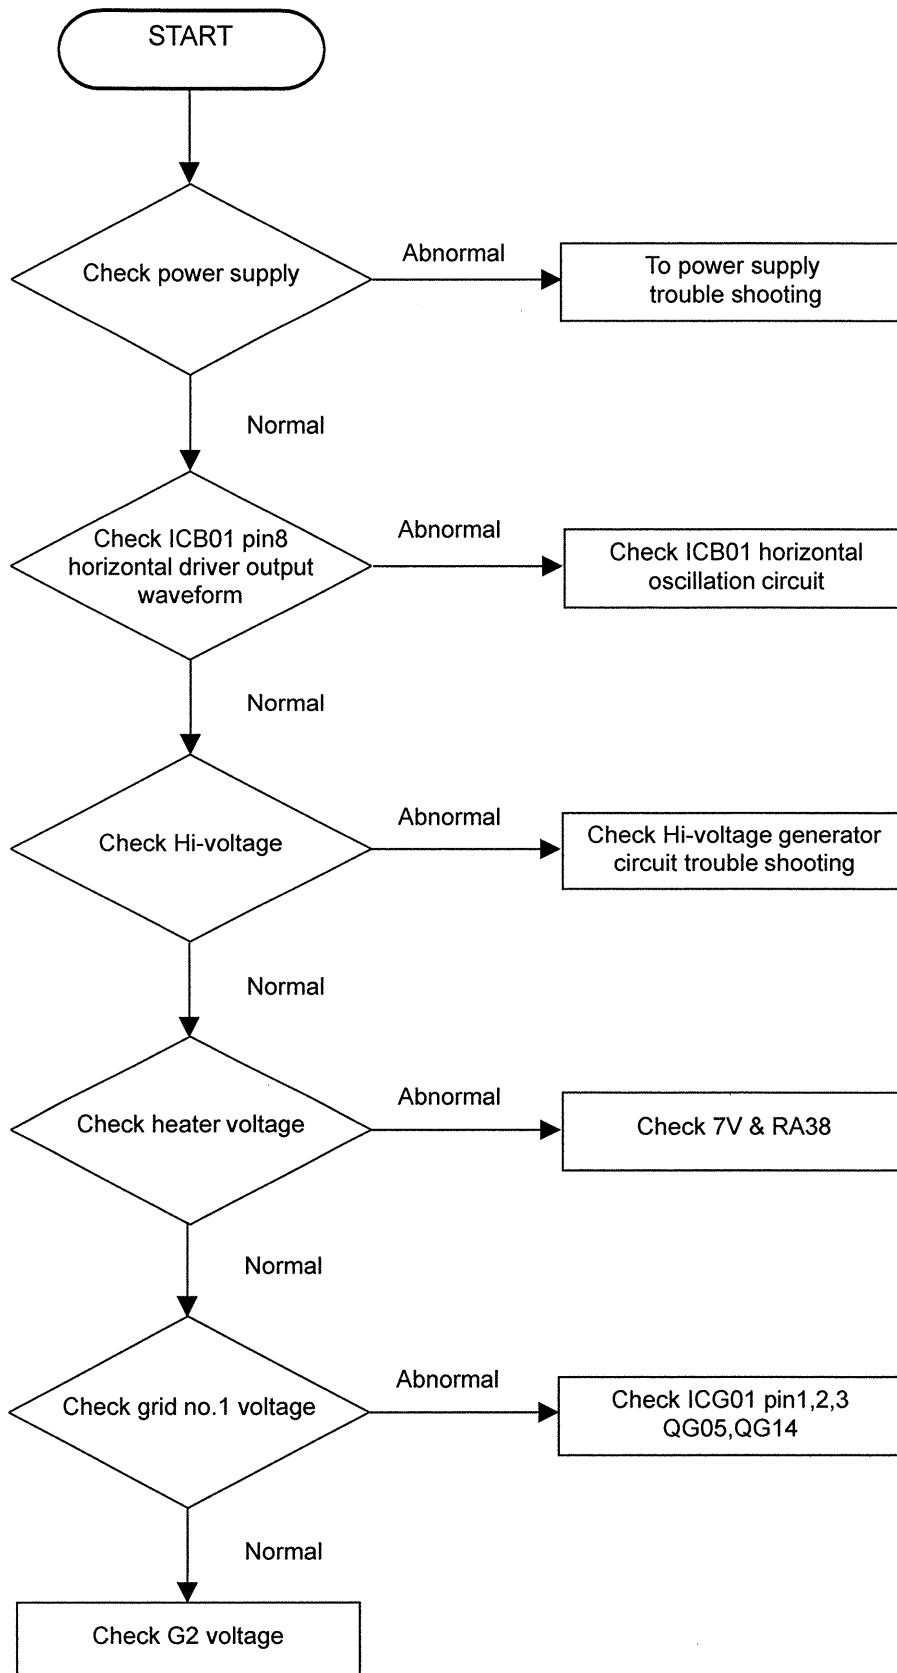 START
Check power supply
Abnormal
To power supply
trouble shooting
Normal
Check ICB01 pin8
horizontal driver output
waveform
Abnormal
Check ICB01 horizontal
oscillation circuit
Normal
Check Hi-voltage
Abnormal
Check Hi-voltage generator
circuit trouble shooting
Normal
Check heater voltage
Abnormal
Check 7V & RA38
Normal
Check grid no.1 voltage
Abnormal
Check ICG01 pin1,2,3
QG05,QG14
Normal
Check G2 voltage